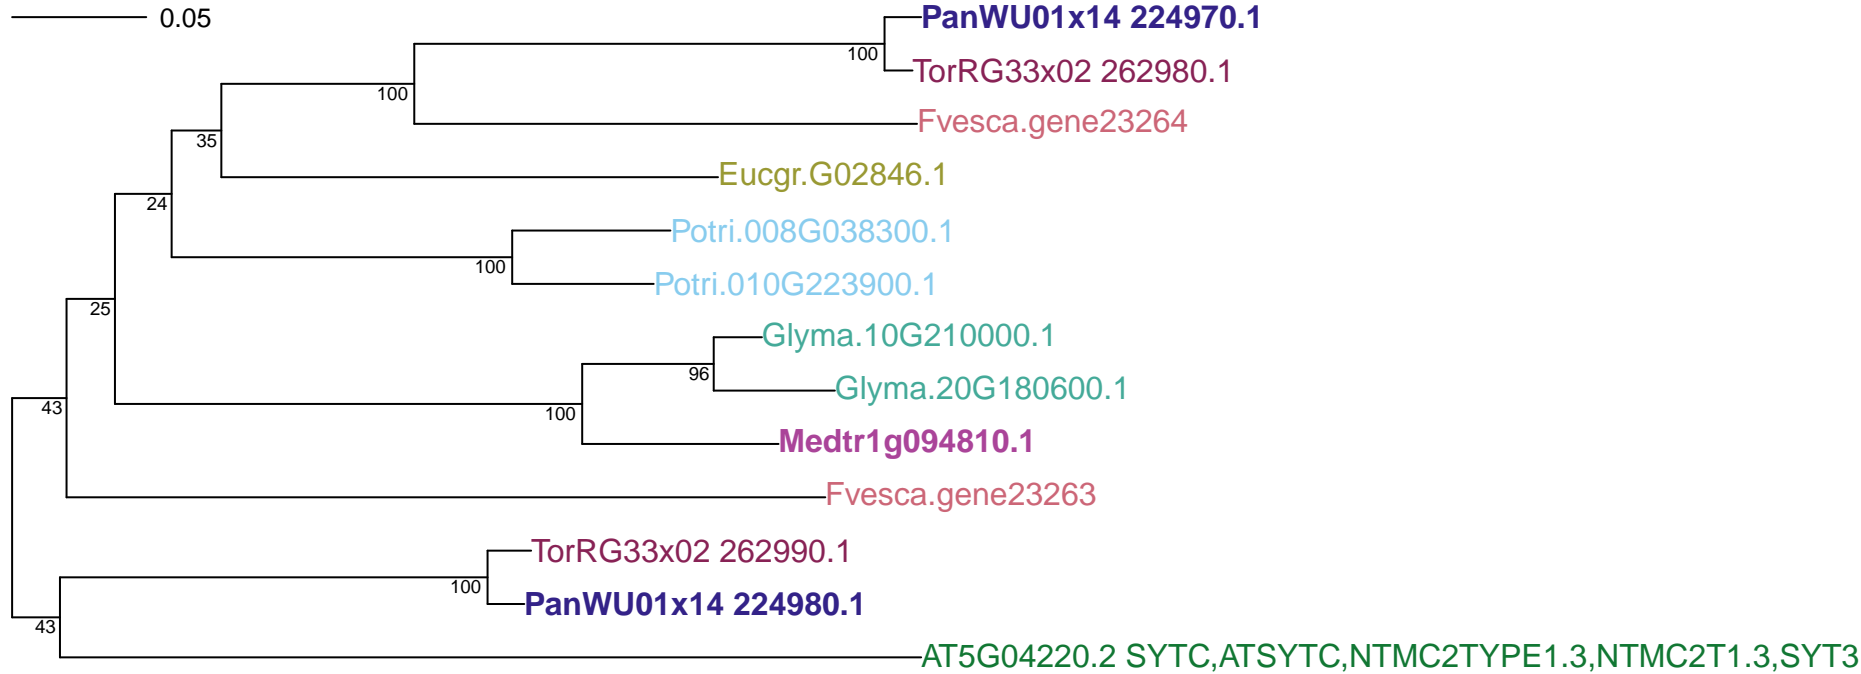 0.05
PanWU01x14 224970.1
100
TorRG33x02 262980.1
100
Fvesca.gene23264
35
Eucgr.G02846.1
24
Potri.008G038300.1
100
Potri.010G223900.1
25
Glyma.10G210000.1
96
Glyma.20G180600.1
43
100
Medtr1g094810.1
Fvesca.gene23263
TorRG33x02 262990.1
100
PanWU01x14 224980.1
43
AT5G04220.2 SYTC,ATSYTC,NTMC2TYPE1.3,NTMC2T1.3,SYT3